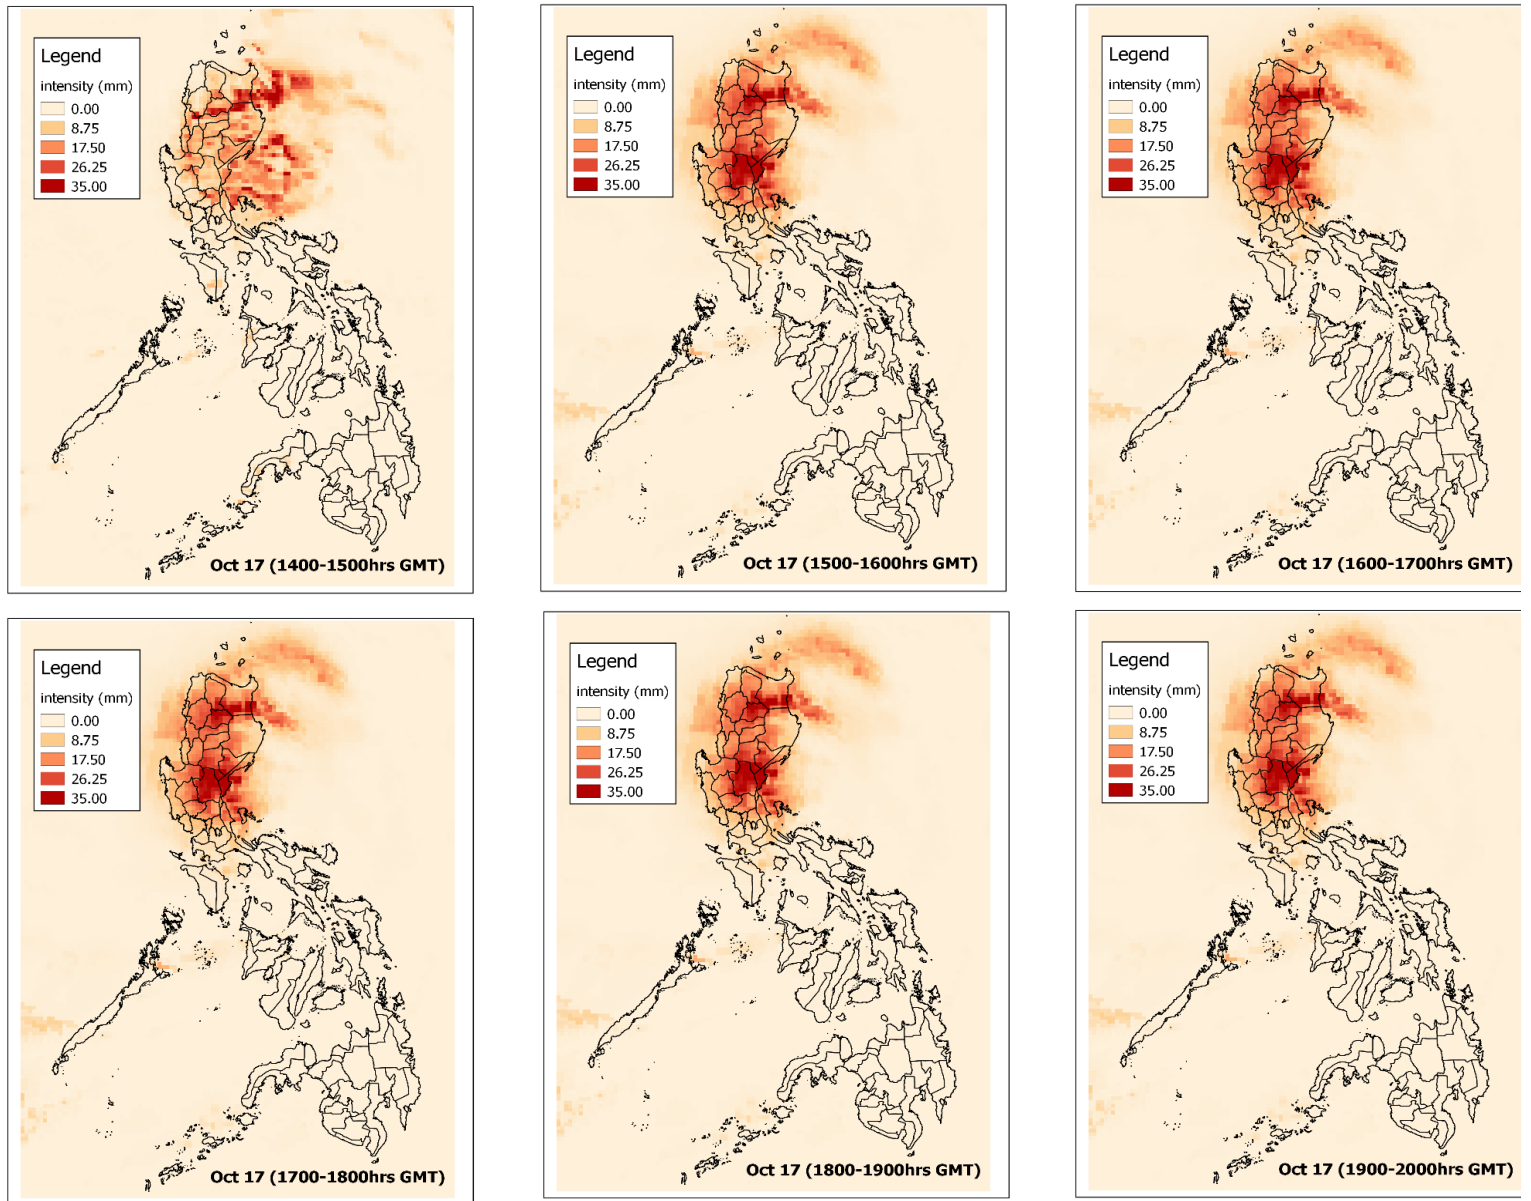 Legend
intensity (mm)
0.00
8.75
17.50
26.25
35.00
Oct 17 (1400-1500hrs GMT)
Legend
intensity (mm)
0.00
8.75
17.50
26.25
35.00
Oct 17 (1500-1600hrs GMT)
Legend
intensity (mm)
0.00
8.75
17.50
26.25
35.00
Oct 17 (1600-1700hrs GMT)
Legend
intensity (mm)
0.00
8.75
17.50
26.25
35.00
Oct 17 (1700-1800hrs GMT)
Legend
intensity (mm)
0.00
8.75
17.50
26.25
35.00
Oct 17 (1800-1900hrs GMT)
Legend
intensity (mm)
0.00
8.75
17.50
26.25
35.00
Oct 17 (1900-2000hrs GMT)